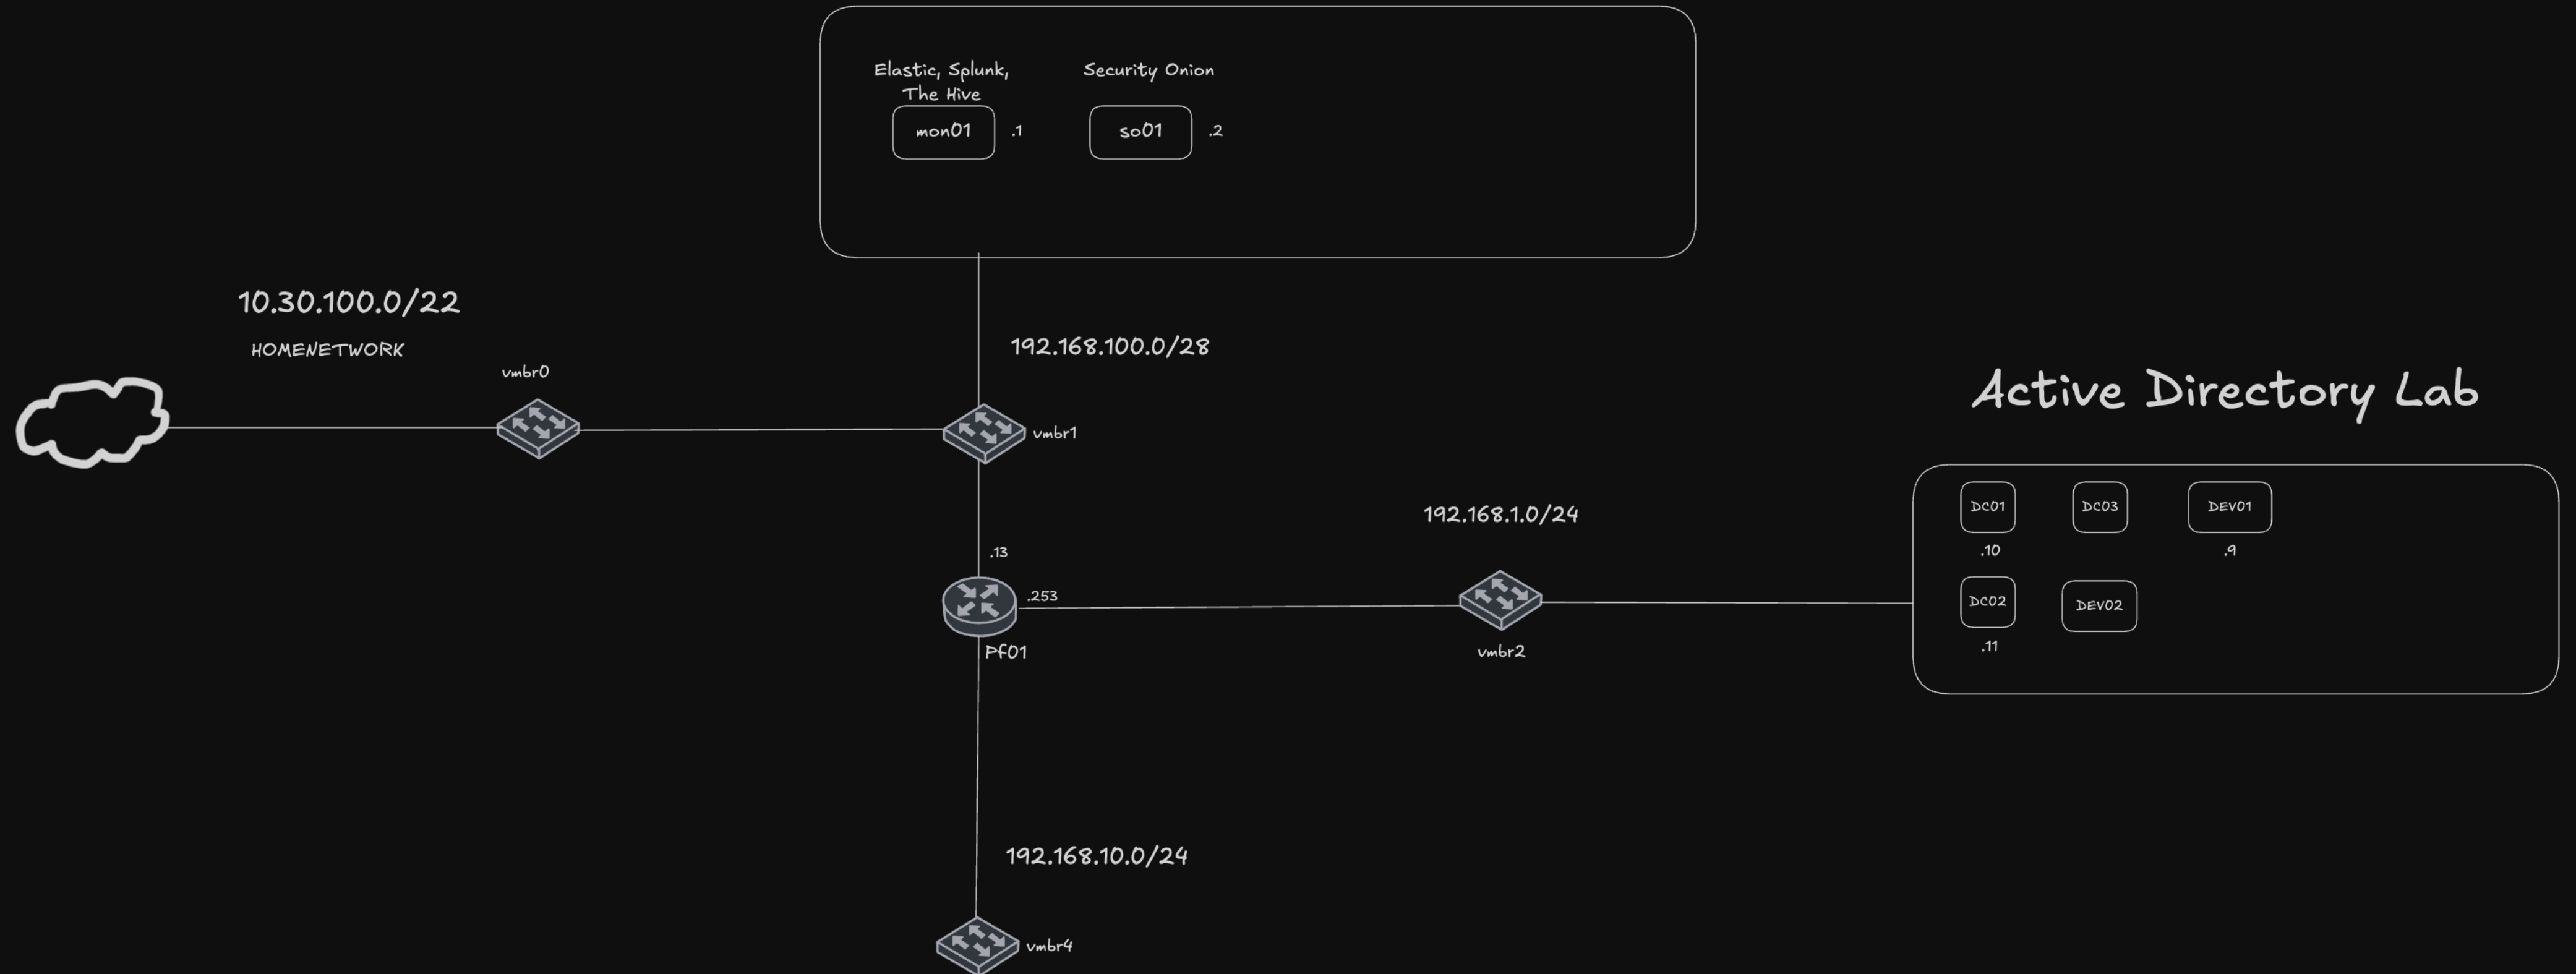 Elastic, Splunk,
The Hive
Security Onion
mon01
.1
so01
.2
10.30.100.0/22
HOMENETWORK
192.168.100.0/28
vmbr0
vmbr1
Active Directory Lab
192.168.1.0/24
DC01
DC03
DEV01
.10
.9
.13
.253
DC02
DEV02
.11
Pf01
vmbr2
192.168.10.0/24
vmbr4